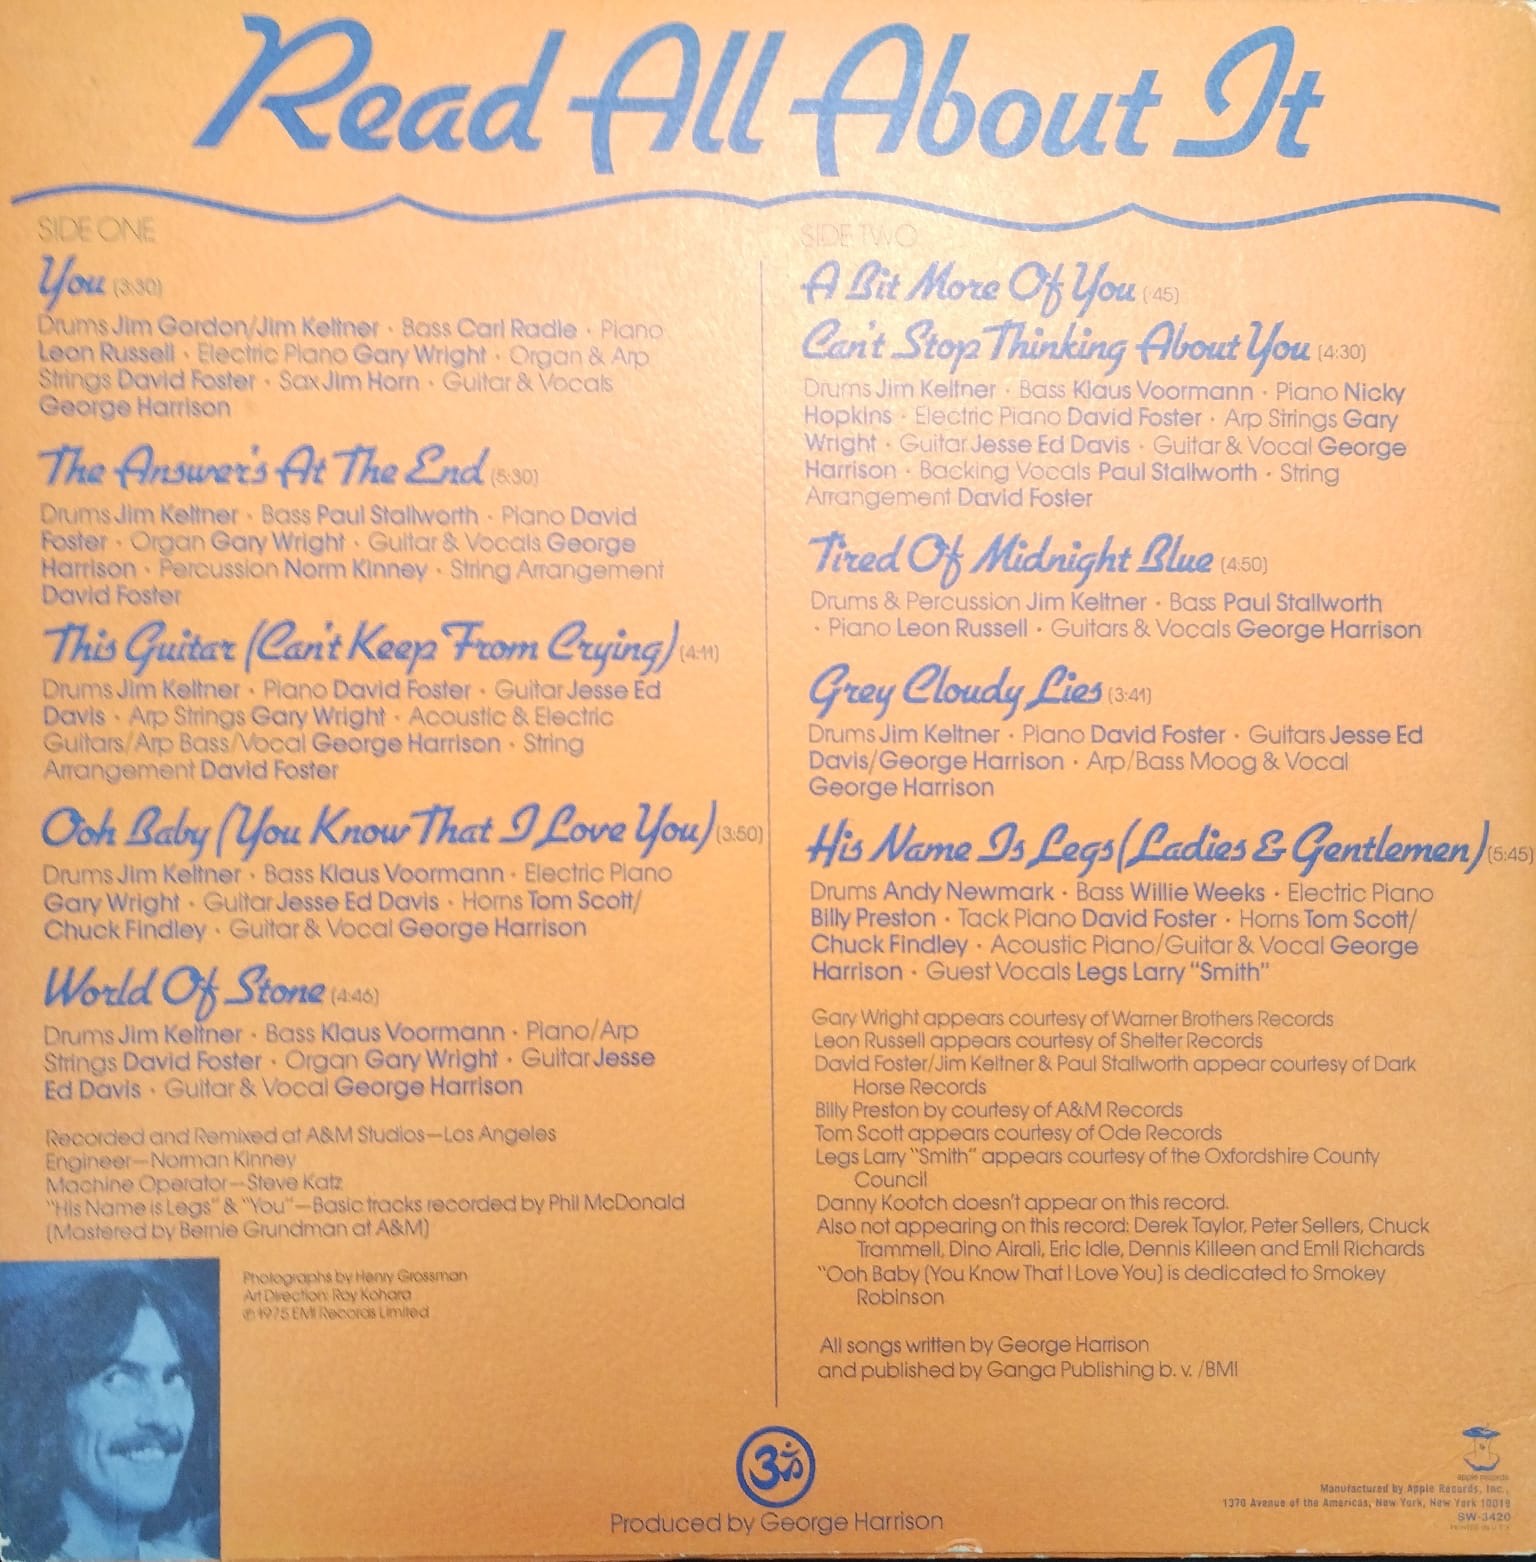 Read All About It
SIDE ONE
You (3:30)
Drums Jim Gordon/Jim Keltner · Bass Carl Radle · Piano
Leon Russell · Electric Piano Gary Wright · Organ & Arp
Strings David Foster · Sax Jim Horn · Guitar & Vocals
George Harrison
The Answer's At The End (5:30)
Drums Jim Keltner · Bass Paul Stallworth · Piano David
Foster · Organ Gary Wright · Guitar & Vocals George
Harrison · Percussion Norm Kinney · String Arrangement
David Foster
This Guitar (Can't Keep From Crying) (4:11)
Drums Jim Keltner · Piano David Foster · Guitar Jesse Ed
Davis · Arp Strings Gary Wright · Acoustic & Electric
Guitars/Arp Bass/Vocal George Harrison · String
Arrangement David Foster
Ooh Baby (You Know That I Love You) (3:50)
Drums Jim Keltner · Bass Klaus Voormann · Electric Piano
Gary Wright · Guitar Jesse Ed Davis · Horns Tom Scott/
Chuck Findley · Guitar & Vocal George Harrison
World Of Stone (4:46)
Drums Jim Keltner · Bass Klaus Voormann · Piano/Arp
Strings David Foster · Organ Gary Wright · Guitar Jesse
Ed Davis · Guitar & Vocal George Harrison
Recorded and Remixed at A&M Studios—Los Angeles
Engineer—Norman Kinney
Machine Operator—Steve Katz
"His Name is Legs" & "You"—Basic tracks recorded by Phil McDonald
(Mastered by Bernie Grundman at A&M)
Photographs by Henry Grossman
Art Direction: Roy Kohara
℗ 1975 EMI Records Limited
SIDE TWO
A Bit More Of You (:45)
Can't Stop Thinking About You (4:30)
Drums Jim Keltner · Bass Klaus Voormann · Piano Nicky
Hopkins · Electric Piano David Foster · Arp Strings Gary
Wright · Guitar Jesse Ed Davis · Guitar & Vocal George
Harrison · Backing Vocals Paul Stallworth · String
Arrangement David Foster
Tired Of Midnight Blue (4:50)
Drums & Percussion Jim Keltner · Bass Paul Stallworth
· Piano Leon Russell · Guitars & Vocals George Harrison
Grey Cloudy Lies (3:41)
Drums Jim Keltner · Piano David Foster · Guitars Jesse Ed
Davis/George Harrison · Arp/Bass Moog & Vocal
George Harrison
His Name Is Legs (Ladies & Gentlemen) (5:45)
Drums Andy Newmark · Bass Willie Weeks · Electric Piano
Billy Preston · Tack Piano David Foster · Horns Tom Scott/
Chuck Findley · Acoustic Piano/Guitar & Vocal George
Harrison · Guest Vocals Legs Larry "Smith"
Gary Wright appears courtesy of Warner Brothers Records
Leon Russell appears courtesy of Shelter Records
David Foster/Jim Keltner & Paul Stallworth appear courtesy of Dark
Horse Records
Billy Preston by courtesy of A&M Records
Tom Scott appears courtesy of Ode Records
Legs Larry "Smith" appears courtesy of the Oxfordshire County
Council
Danny Kootch doesn't appear on this record.
Also not appearing on this record: Derek Taylor, Peter Sellers, Chuck
Trammell, Dino Airali, Eric Idle, Dennis Killeen and Emil Richards
"Ooh Baby (You Know That I Love You) is dedicated to Smokey
Robinson
All songs written by George Harrison
and published by Ganga Publishing b. v. /BMI
ॐ
Produced by George Harrison
apple records
Manufactured by Apple Records, Inc.,
1370 Avenue of the Americas, New York, New York 10019
SW-3420
PRINTED IN U.S.A.